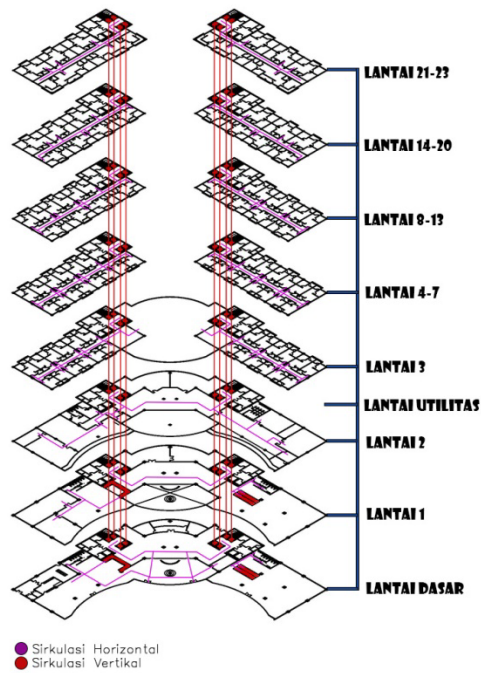 LANTAI 21-23
LANTAI 14-20
LANTAI 8-13
LANTAI 4-7
LANTAI 3
LANTAI UTILITAS
LANTAI 2
LANTAI 1
LANTAI DASAR
Sirkulasi Horizontal
Sirkulasi Vertikal